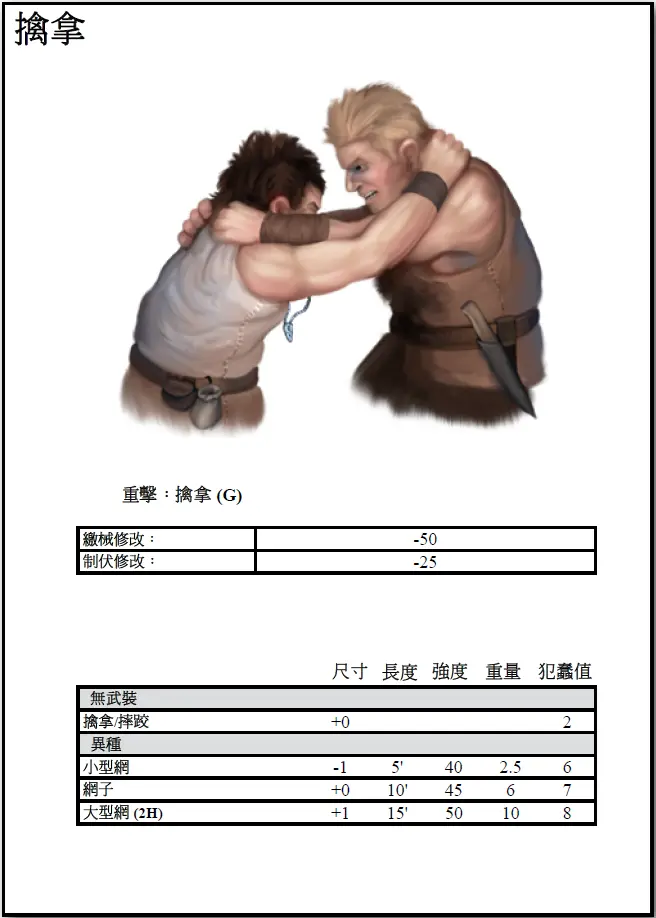 擒拿
重擊：擒拿 (G)
繳械修改： -50
制伏修改： -25
尺寸 長度 強度 重量 犯蠢值
無武裝
擒拿/摔跤 +0 2
異種
小型網 -1 5' 40 2.5 6
網子 +0 10' 45 6 7
大型網 (2H) +1 15' 50 10 8